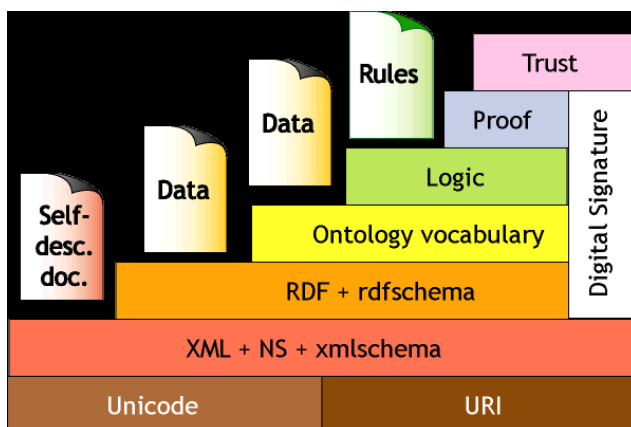 Rules
Trust
Data
Proof
Digital Signature
Data
Logic
Self-
desc.
doc.
Ontology vocabulary
RDF + rdfschema
XML + NS + xmlschema
Unicode
URI